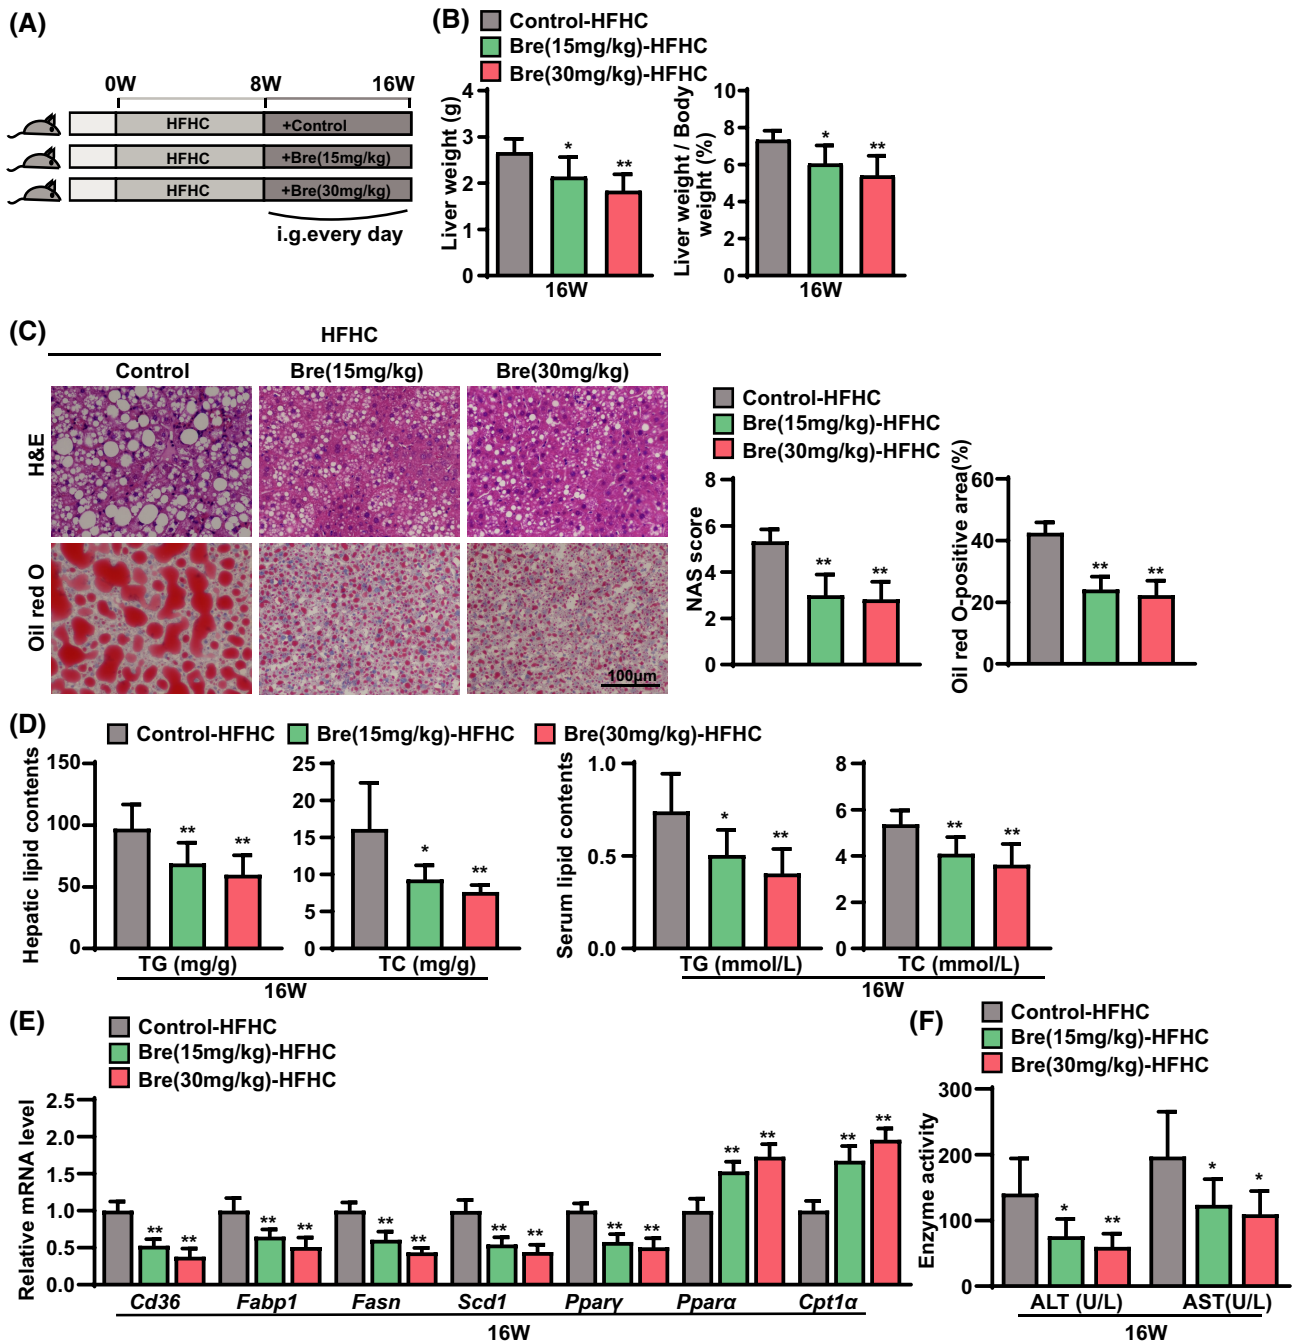 (A)
0W 8W 16W
HFHC +Control
HFHC +Bre(15mg/kg)
HFHC +Bre(30mg/kg)
i.g.every day
(B)
Control-HFHC
Bre(15mg/kg)-HFHC
Bre(30mg/kg)-HFHC
Liver weight (g)
4
3
2
1
0
* **
16W
Liver weight / Body
weight (%)
10
8
6
4
2
0
* **
16W
(C)
HFHC
Control Bre(15mg/kg) Bre(30mg/kg)
H&E
Oil red O
100μm
Control-HFHC
Bre(15mg/kg)-HFHC
Bre(30mg/kg)-HFHC
NAS score
8
6
4
2
0
** **
Oil red O-positive area(%)
60
40
20
0
** **
(D)
Control-HFHC Bre(15mg/kg)-HFHC Bre(30mg/kg)-HFHC
Hepatic lipid contents
150
100
50
0
** **
TG (mg/g)
25
20
15
10
5
0
* **
TC (mg/g)
16W
Serum lipid contents
1.0
0.5
0.0
* **
TG (mmol/L)
8
6
4
2
0
** **
TC (mmol/L)
16W
(E)
Control-HFHC
Bre(15mg/kg)-HFHC
Bre(30mg/kg)-HFHC
Relative mRNA level
2.5
2.0
1.5
1.0
0.5
0.0
** ** ** ** ** ** ** ** ** ** ** ** ** **
Cd36 Fabp1 Fasn Scd1 Pparγ Pparα Cpt1α
16W
(F)
Control-HFHC
Bre(15mg/kg)-HFHC
Bre(30mg/kg)-HFHC
Enzyme activity
300
200
100
0
* ** * *
ALT (U/L) AST(U/L)
16W